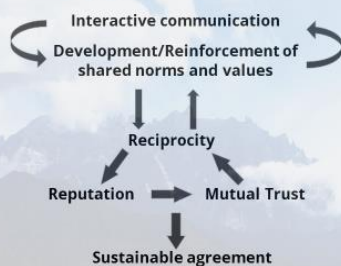 Interactive communication
Development/Reinforcement of
shared norms and values
Reciprocity
Reputation
Mutual Trust
Sustainable agreement